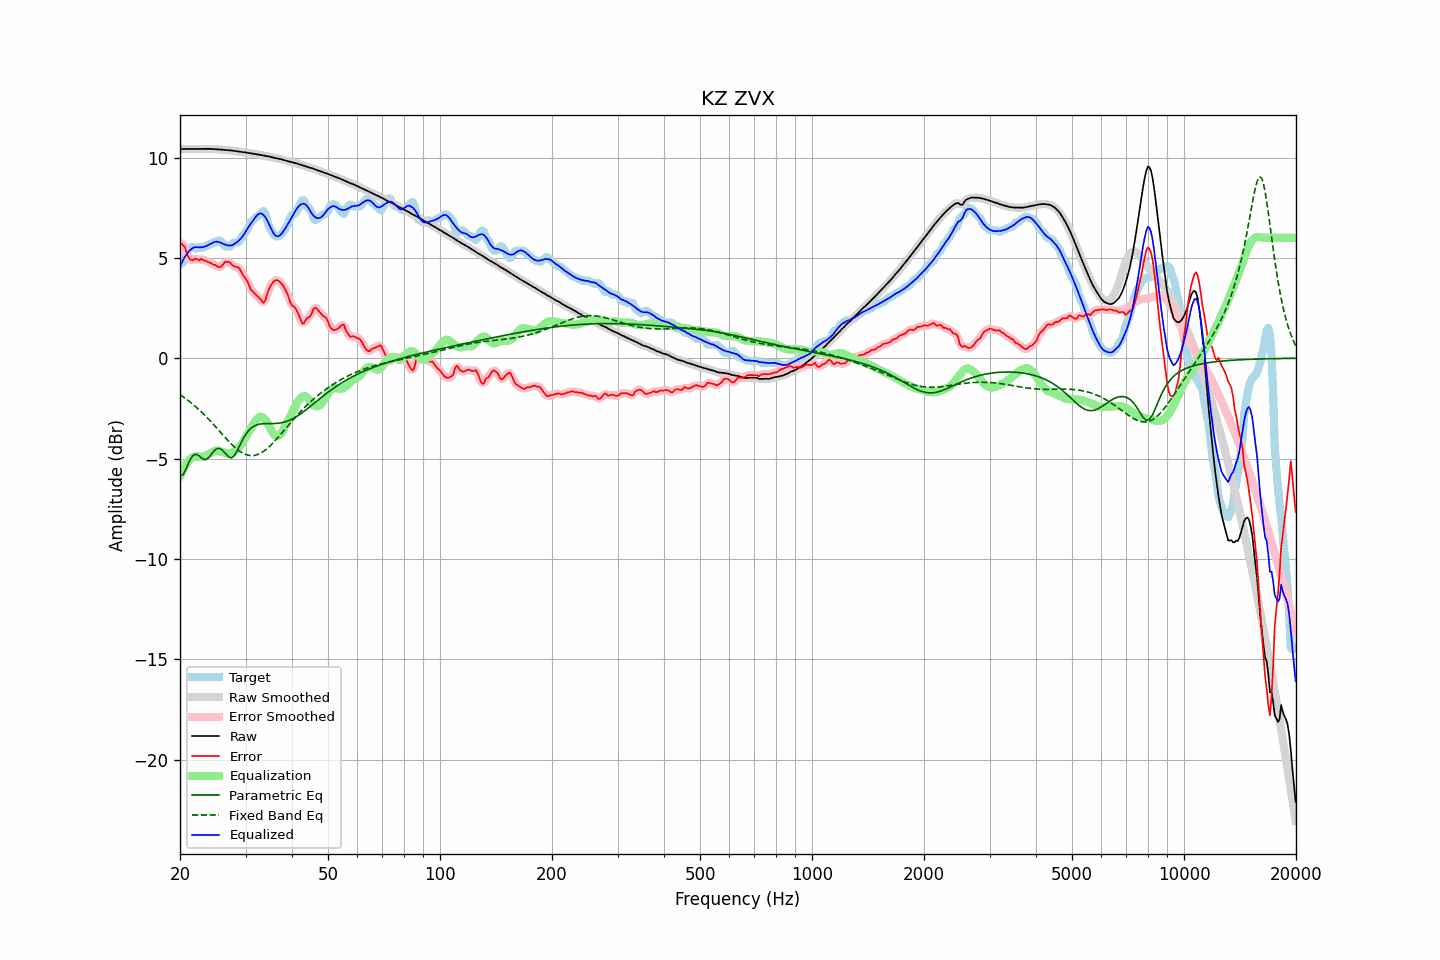 KZ ZVX
10
5
0
−5
−10
−15
−20
Amplitude (dBr)
Target
Raw Smoothed
Error Smoothed
Raw
Error
Equalization
Parametric Eq
Fixed Band Eq
Equalized
20 50 100 200 500 1000 2000 5000 10000 20000
Frequency (Hz)